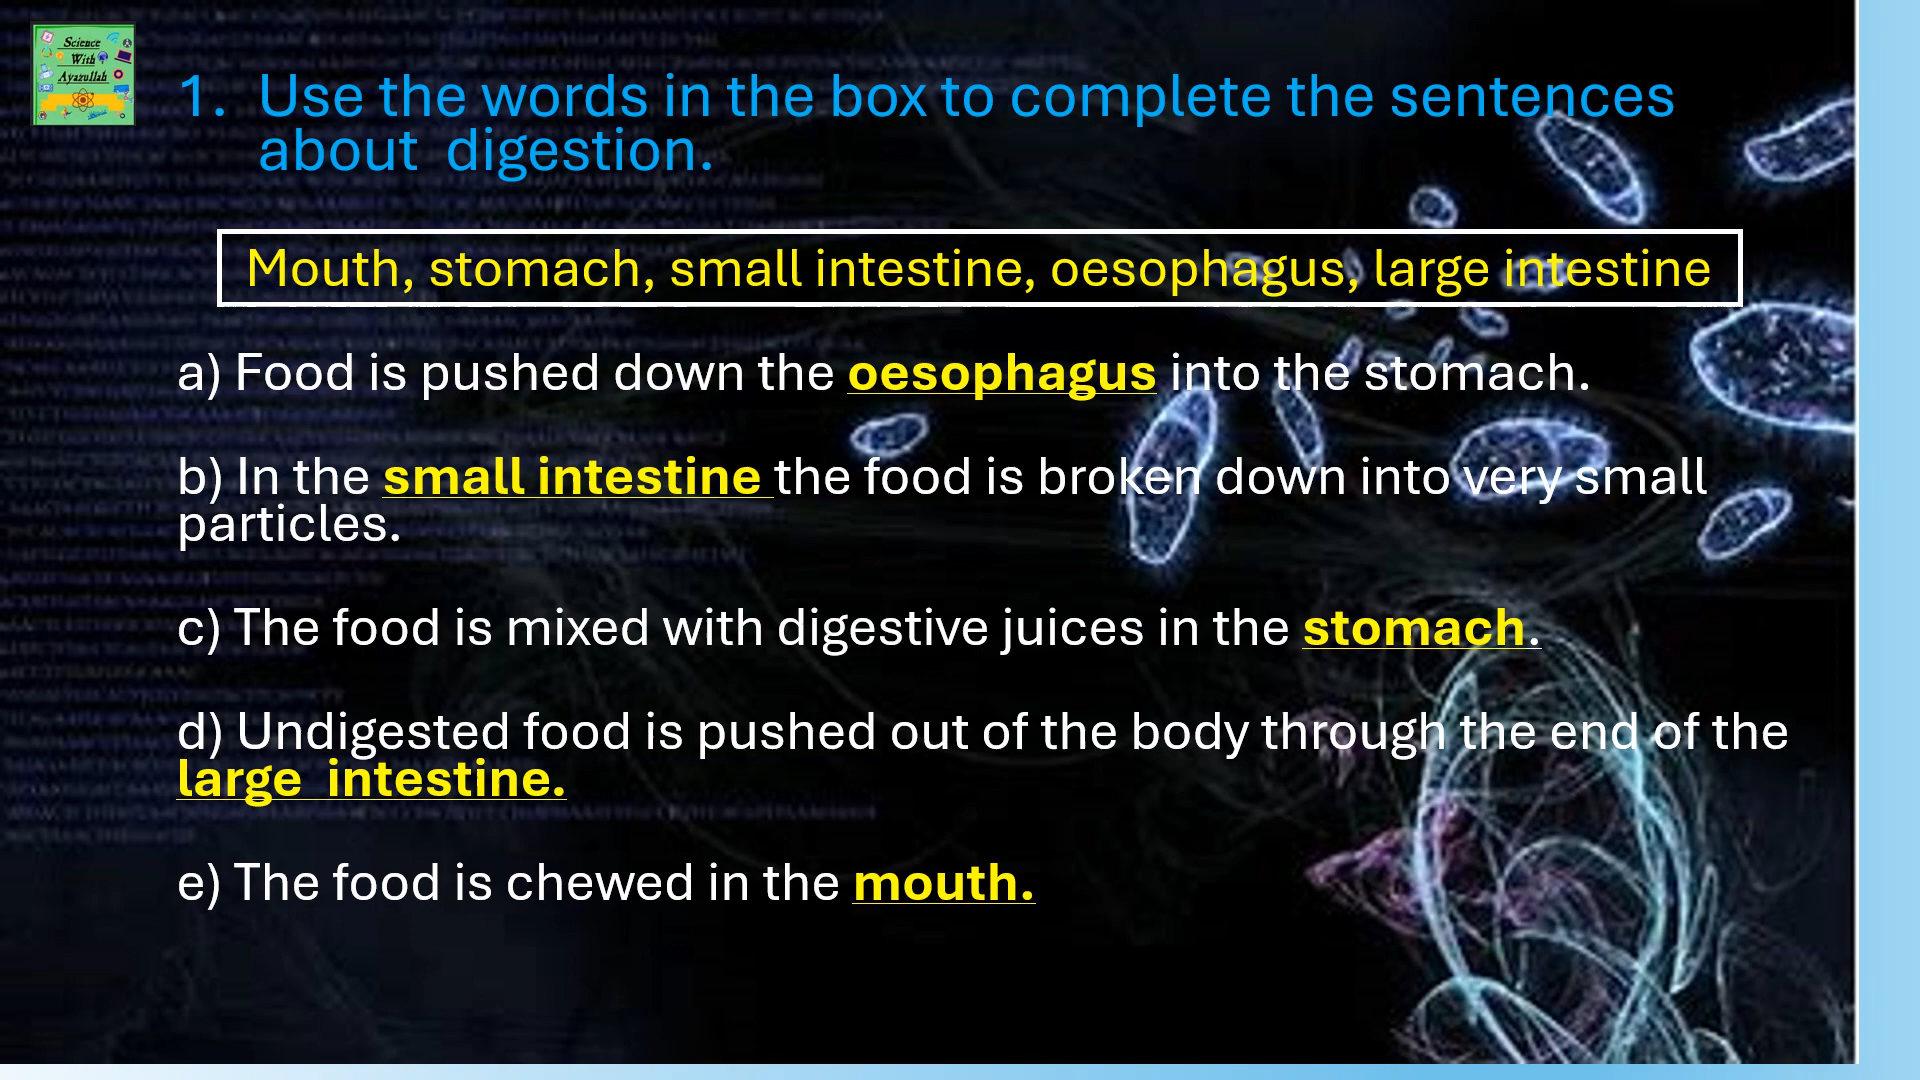 Science
With
Ayazullah
1. Use the words in the box to complete the sentences
about digestion.
Mouth, stomach, small intestine, oesophagus, large intestine
a) Food is pushed down the oesophagus into the stomach.
b) In the small intestine the food is broken down into very small
particles.
c) The food is mixed with digestive juices in the stomach.
d) Undigested food is pushed out of the body through the end of the
large intestine.
e) The food is chewed in the mouth.